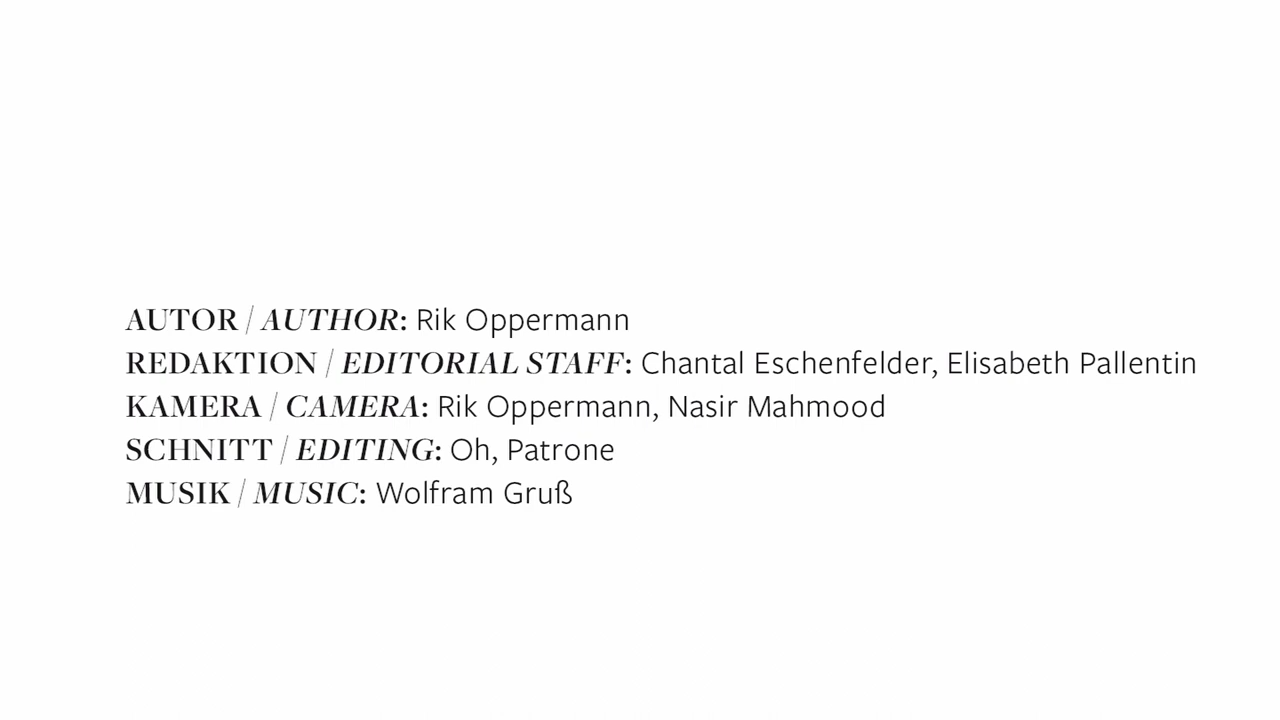 AUTOR / AUTHOR: Rik Oppermann
REDAKTION / EDITORIAL STAFF: Chantal Eschenfelder, Elisabeth Pallentin
KAMERA / CAMERA: Rik Oppermann, Nasir Mahmood
SCHNITT / EDITING: Oh, Patrone
MUSIK / MUSIC: Wolfram Gruß